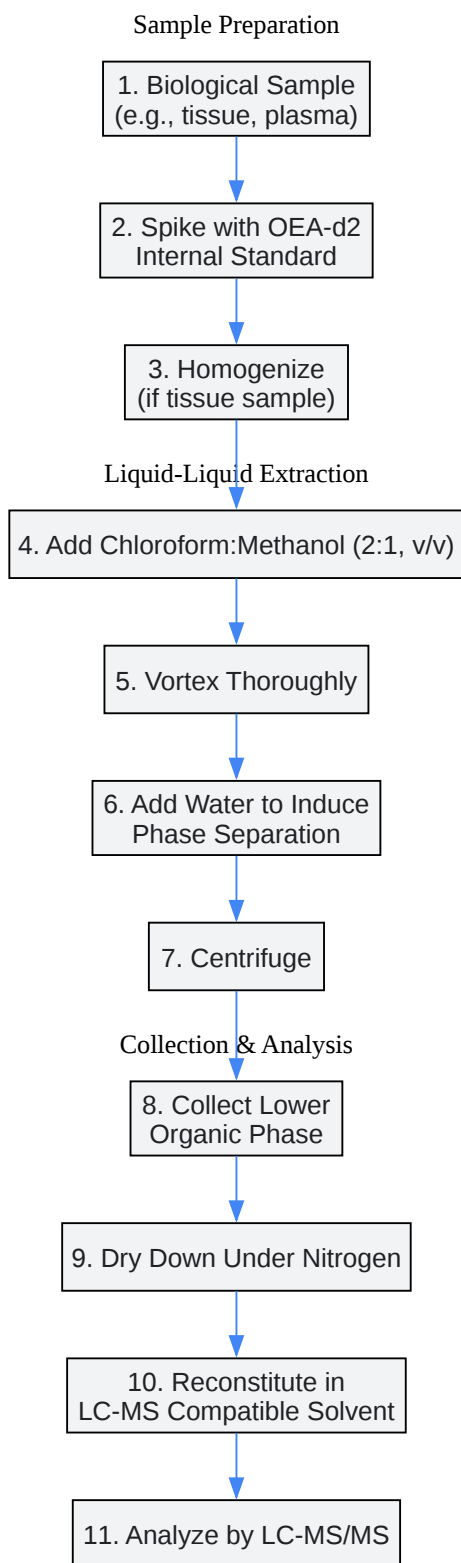 Sample Preparation
1. Biological Sample
(e.g., tissue, plasma)
2. Spike with OEA-d2
Internal Standard
3. Homogenize
(if tissue sample)
Liquid-Liquid Extraction
4. Add Chloroform:Methanol (2:1, v/v)
5. Vortex Thoroughly
6. Add Water to Induce
Phase Separation
7. Centrifuge
Collection & Analysis
8. Collect Lower
Organic Phase
9. Dry Down Under Nitrogen
10. Reconstitute in
LC-MS Compatible Solvent
11. Analyze by LC-MS/MS